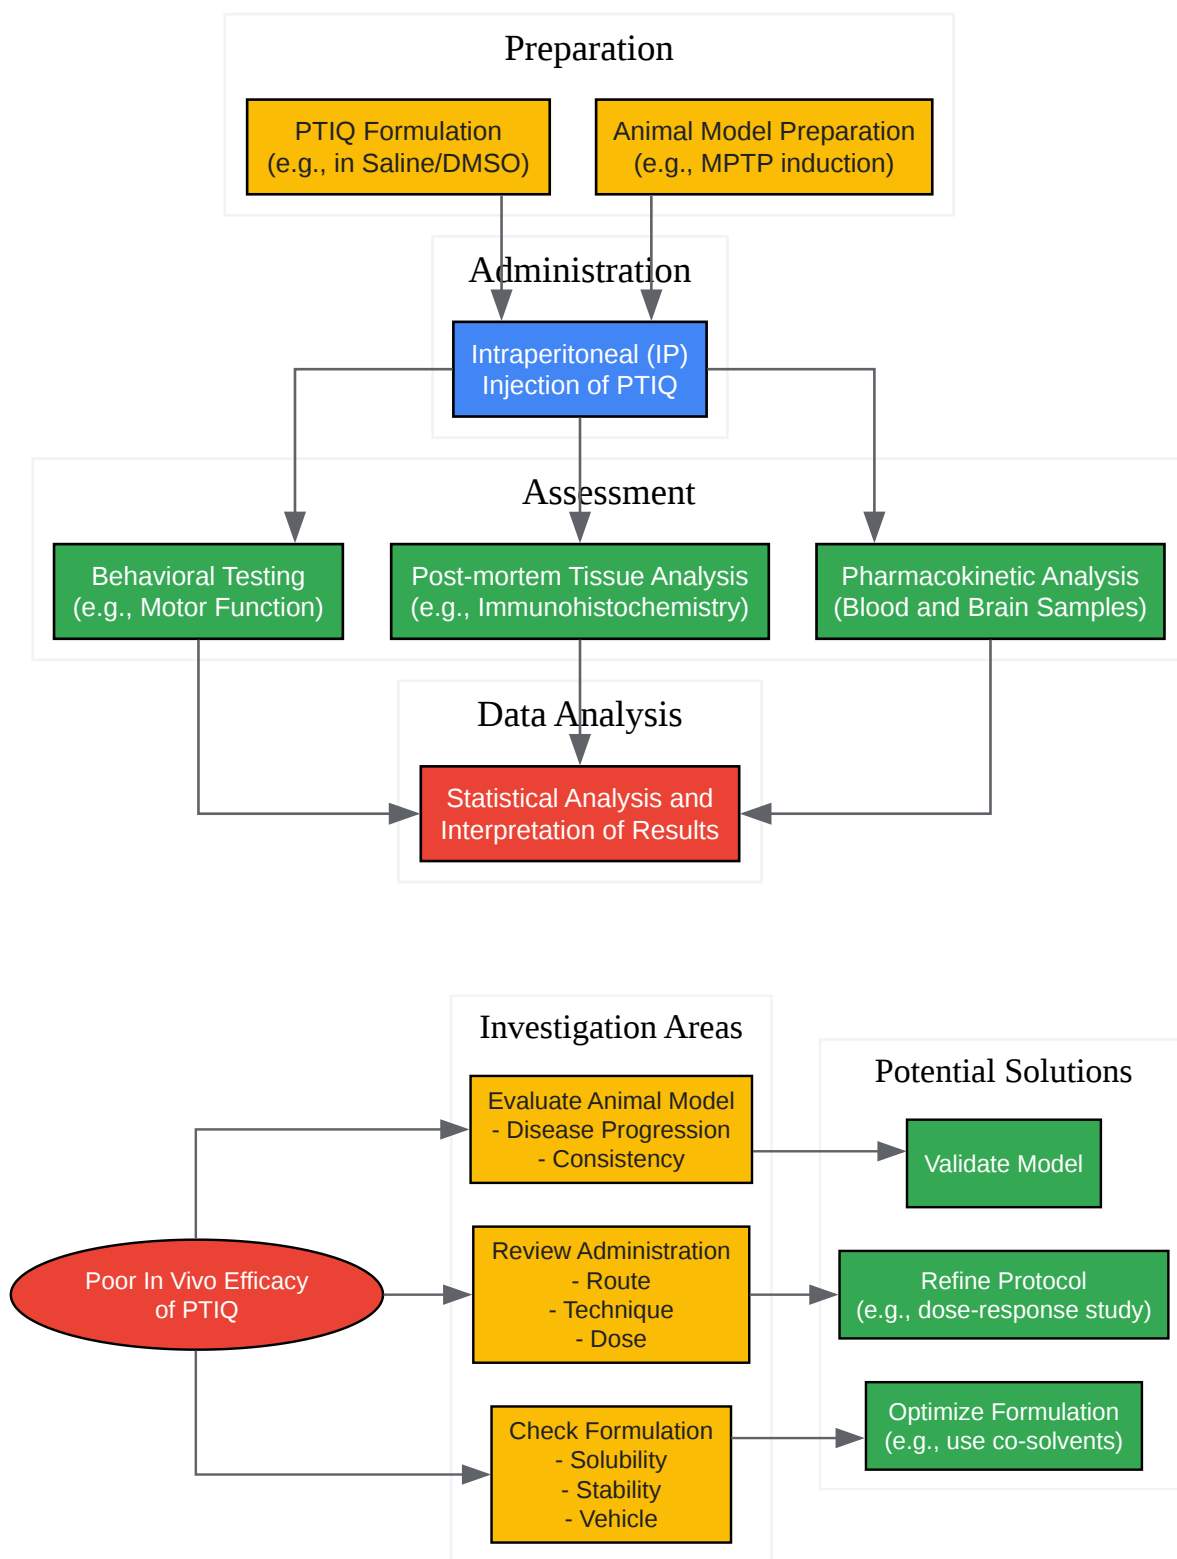 Preparation
PTIQ Formulation
(e.g., in Saline/DMSO)
Animal Model Preparation
(e.g., MPTP induction)
Administration
Intraperitoneal (IP)
Injection of PTIQ
Assessment
Behavioral Testing
(e.g., Motor Function)
Post-mortem Tissue Analysis
(e.g., Immunohistochemistry)
Pharmacokinetic Analysis
(Blood and Brain Samples)
Data Analysis
Statistical Analysis and
Interpretation of Results
Poor In Vivo Efficacy
of PTIQ
Investigation Areas
Evaluate Animal Model
- Disease Progression
- Consistency
Review Administration
- Route
- Technique
- Dose
Check Formulation
- Solubility
- Stability
- Vehicle
Potential Solutions
Validate Model
Refine Protocol
(e.g., dose-response study)
Optimize Formulation
(e.g., use co-solvents)